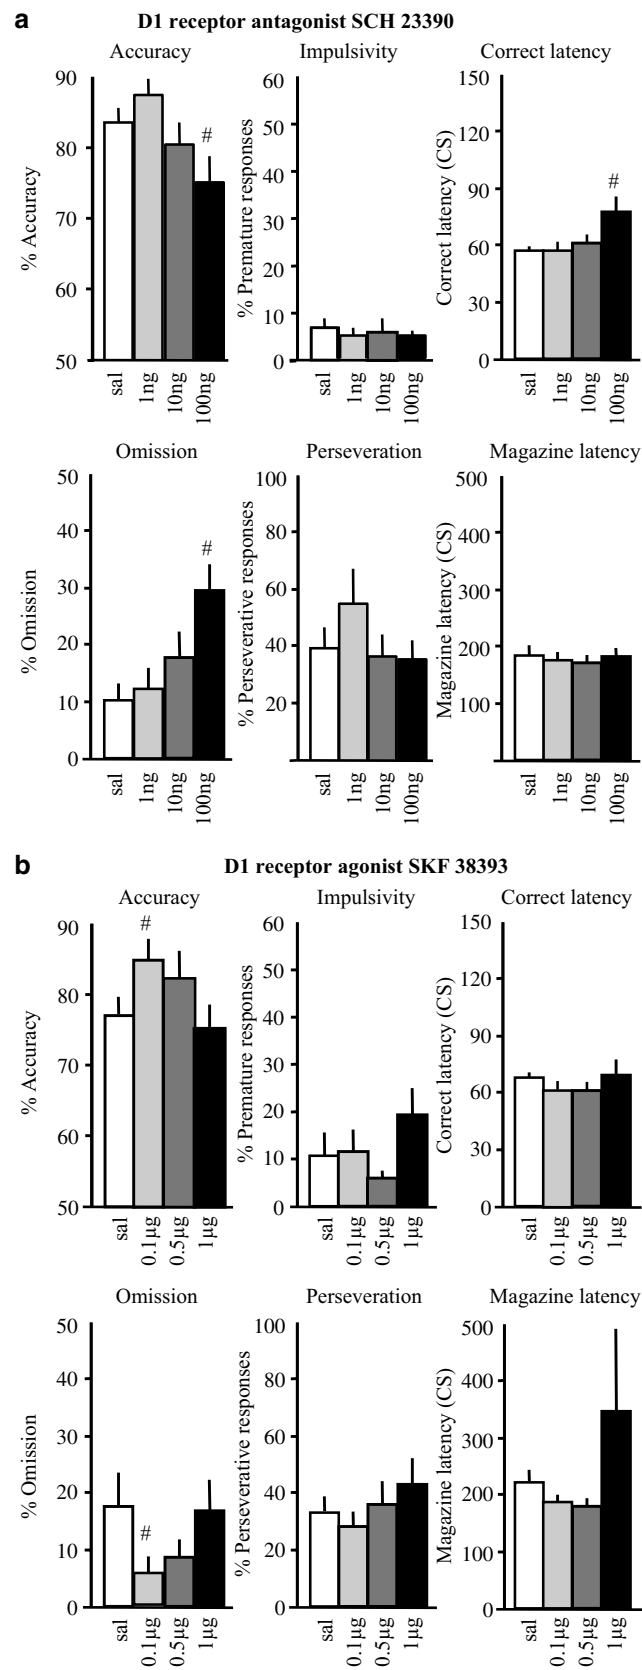 a
D1 receptor antagonist SCH 23390
Accuracy
% Accuracy
90
80
70
60
50
#
sal
1ng
10ng
100ng
Impulsivity
% Premature responses
60
50
40
30
20
10
0
sal
1ng
10ng
100ng
Correct latency
Correct latency (CS)
150
120
90
60
30
0
#
sal
1ng
10ng
100ng
Omission
% Omission
50
40
30
20
10
0
#
sal
1ng
10ng
100ng
Perseveration
% Perseverative responses
100
80
60
40
20
sal
1ng
10ng
100ng
Magazine latency
Magazine latency (CS)
500
400
300
200
100
sal
1ng
10ng
100ng
b
D1 receptor agonist SKF 38393
Accuracy
% Accuracy
90
80
70
60
50
#
sal
0.1µg
0.5µg
1µg
Impulsivity
% Premature responses
60
50
40
30
20
10
0
sal
0.1µg
0.5µg
1µg
Correct latency
Correct latency (CS)
150
120
90
60
30
0
sal
0.1µg
0.5µg
1µg
Omission
% Omission
50
40
30
20
10
0
#
sal
0.1µg
0.5µg
1µg
Perseveration
% Perseverative responses
100
80
60
40
20
0
sal
0.1µg
0.5µg
1µg
Magazine latency
Magazine latency (CS)
500
400
300
200
100
0
sal
0.1µg
0.5µg
1µg